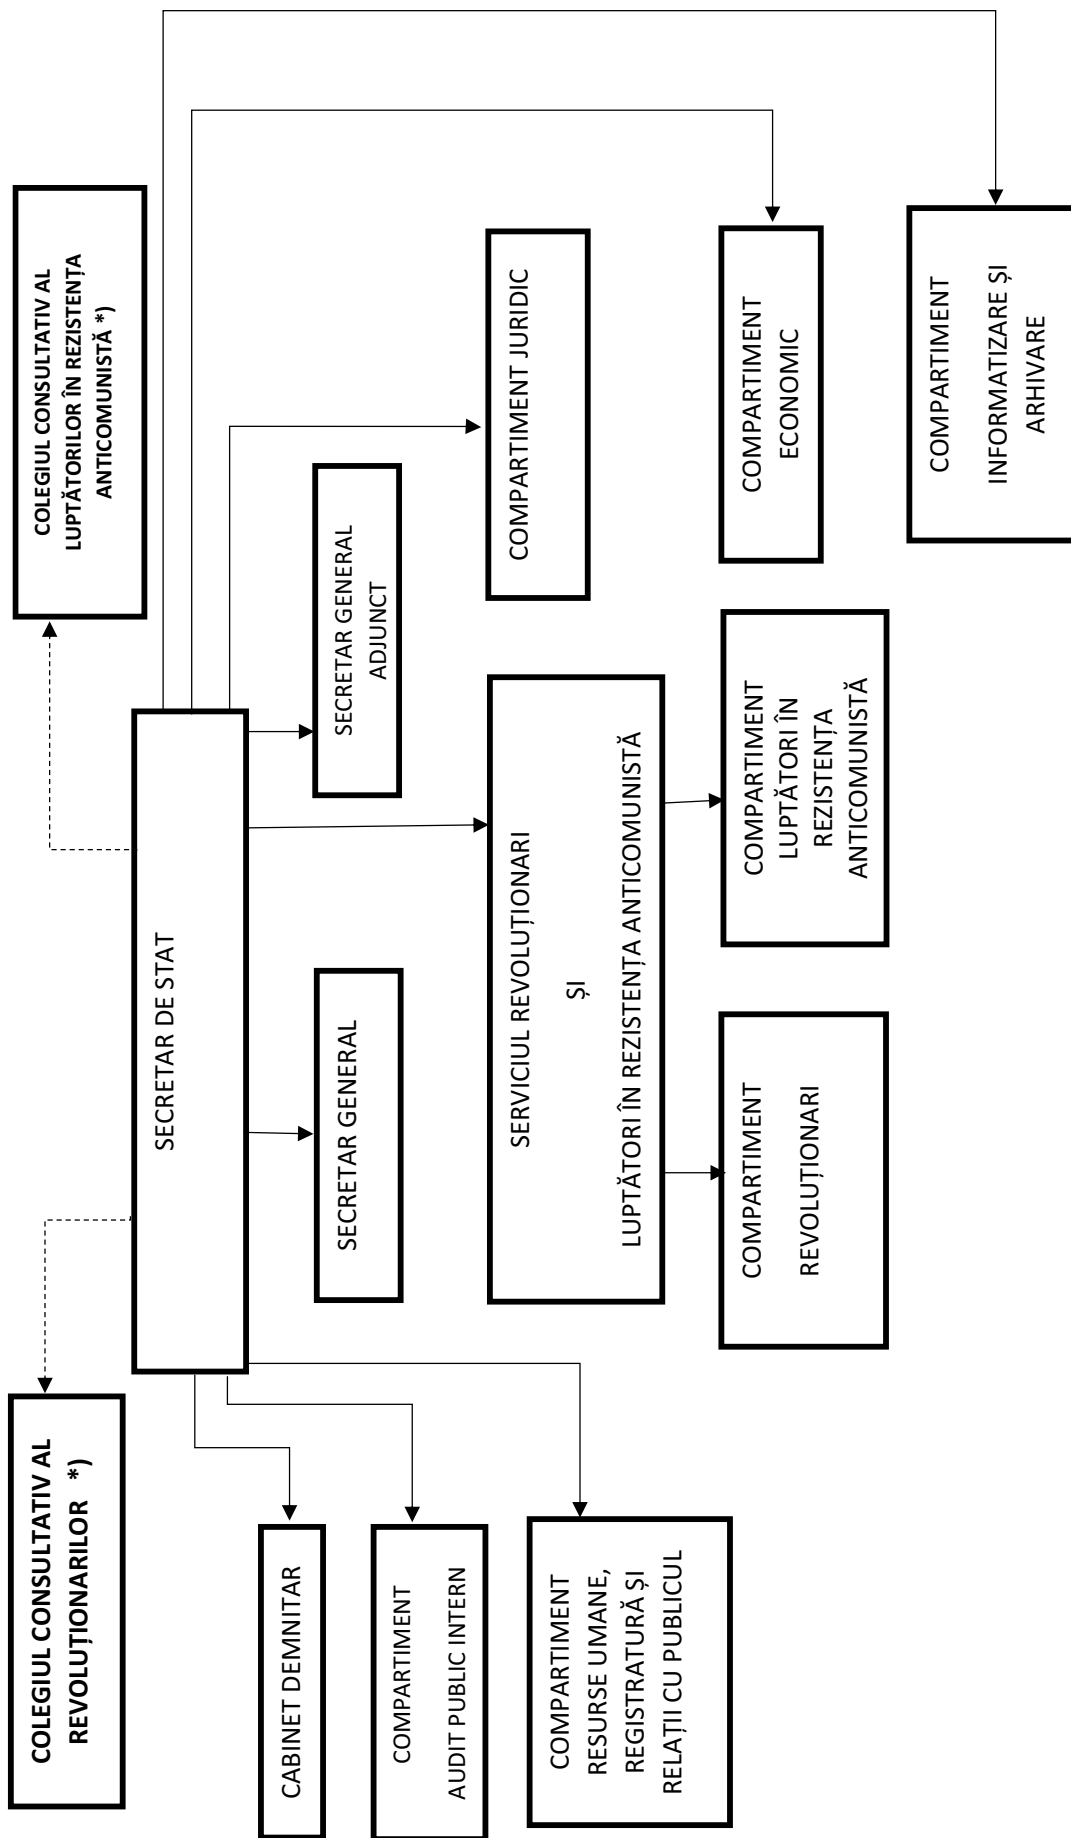 COLEGIUL CONSULTATIV AL
REVOLUȚIONARILOR *)
COLEGIUL CONSULTATIV AL
LUPTĂTORILOR ÎN REZISTENȚA
ANTICOMUNISTĂ *)
SECRETAR DE STAT
CABINET DEMNITAR
SECRETAR GENERAL
SECRETAR GENERAL
ADJUNCT
COMPARTIMENT
AUDIT PUBLIC INTERN
COMPARTIMENT
RESURSE UMANE,
REGISTRATURĂ ȘI
RELAȚII CU PUBLICUL
SERVICIUL REVOLUȚIONARI
ȘI
LUPTĂTORI ÎN REZISTENȚA ANTICOMUNISTĂ
COMPARTIMENT JURIDIC
COMPARTIMENT
REVOLUȚIONARI
COMPARTIMENT
LUPTĂTORI ÎN
REZISTENȚA
ANTICOMUNISTĂ
COMPARTIMENT
ECONOMIC
COMPARTIMENT
INFORMATIZARE ȘI
ARHIVARE